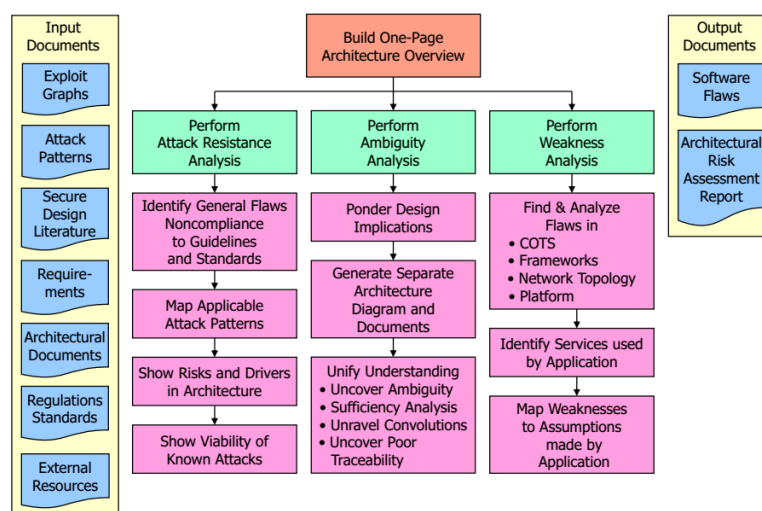 Input
Documents
Exploit
Graphs
Attack
Patterns
Secure
Design
Literature
Require-
ments
Architectural
Documents
Regulations
Standards
External
Resources
Build One-Page
Architecture Overview
Perform
Attack Resistance
Analysis
Identify General Flaws
Noncompliance
to Guidelines
and Standards
Map Applicable
Attack Patterns
Show Risks and Drivers
in Architecture
Show Viability of
Known Attacks
Perform
Ambiguity
Analysis
Ponder Design
Implications
Generate Separate
Architecture
Diagram and
Documents
Unify Understanding
• Uncover Ambiguity
• Sufficiency Analysis
• Unravel Convolutions
• Uncover Poor
Traceability
Perform
Weakness
Analysis
Find & Analyze
Flaws in
• COTS
• Frameworks
• Network Topology
• Platform
Identify Services used
by Application
Map Weaknesses
to Assumptions
made by
Application
Output
Documents
Software
Flaws
Architectural
Risk
Assessment
Report